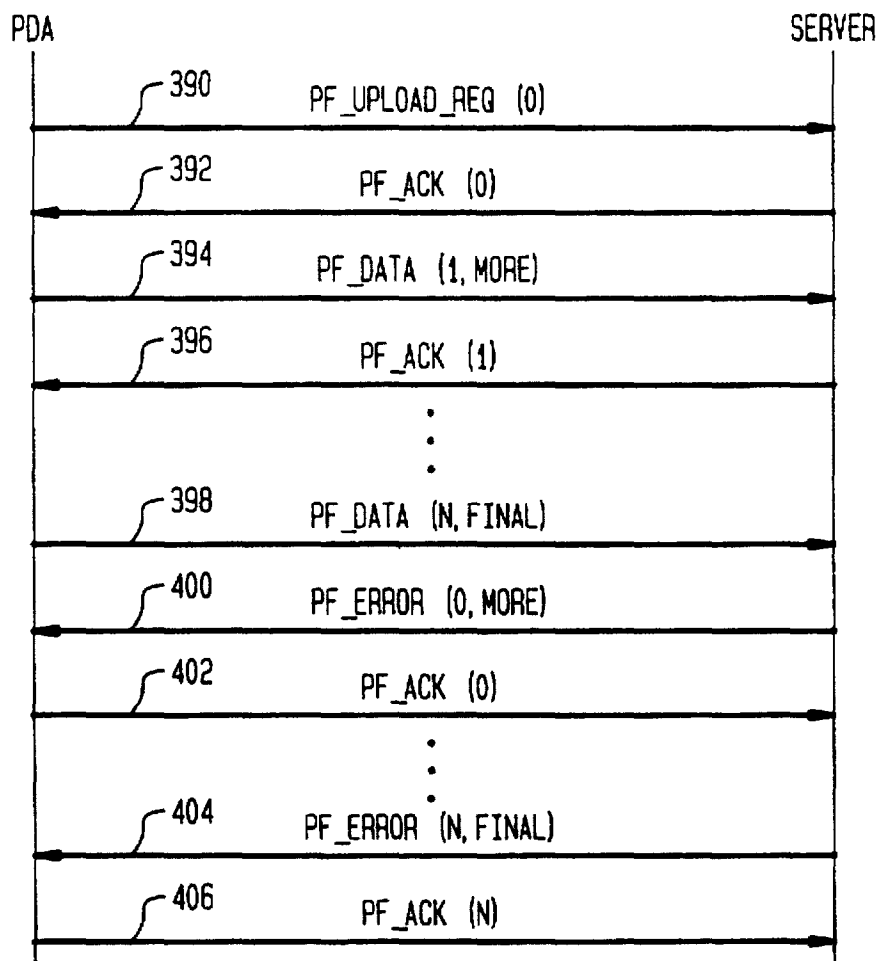 PDA SERVER
390 PF_UPLOAD_REQ (0)
392 PF_ACK (0)
394 PF_DATA (1, MORE)
396 PF_ACK (1)
398 PF_DATA (N, FINAL)
400 PF_ERROR (0, MORE)
402 PF_ACK (0)
404 PF_ERROR (N, FINAL)
406 PF_ACK (N)